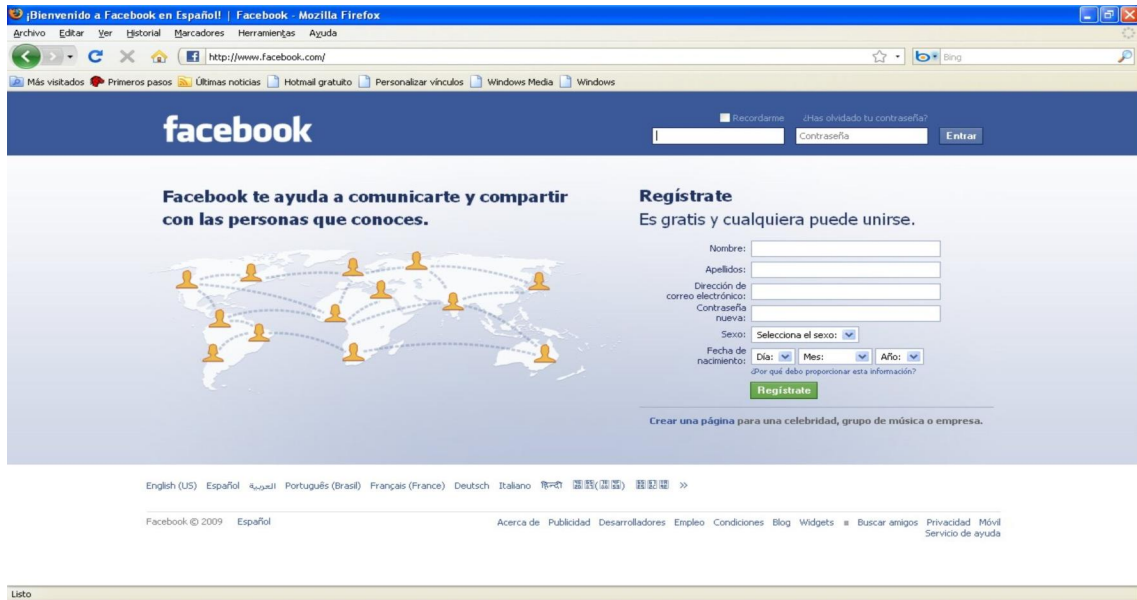 ¡Bienvenido a Facebook en Español! | Facebook - Mozilla Firefox
Archivo Editar Ver Historial Marcadores Herramientas Ayuda
http://www.facebook.com/ Bing
Más visitados Primeros pasos Últimas noticias Hotmail gratuito Personalizar vínculos Windows Media Windows
facebook
Recordarme ¿Has olvidado tu contraseña?
Contraseña Entrar
Facebook te ayuda a comunicarte y compartir
con las personas que conoces.
Regístrate
Es gratis y cualquiera puede unirse.
Nombre:
Apellidos:
Dirección de
correo electrónico:
Contraseña
nueva:
Sexo: Selecciona el sexo:
Fecha de
nacimiento: Día: Mes: Año:
¿Por qué debo proporcionar esta información?
Regístrate
Crear una página para una celebridad, grupo de música o empresa.
English (US) Español العربية Português (Brasil) Français (France) Deutsch Italiano हिन्दी »
Facebook © 2009 Español
Acerca de Publicidad Desarrolladores Empleo Condiciones Blog Widgets Buscar amigos Privacidad Móvil
Servicio de ayuda
Listo